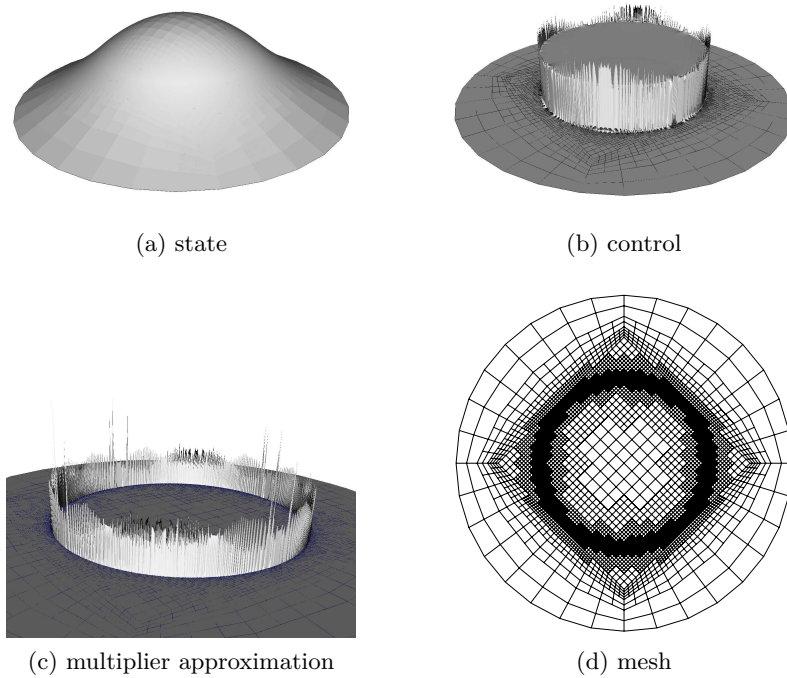 (a) state
(b) control
(c) multiplier approximation
(d) mesh